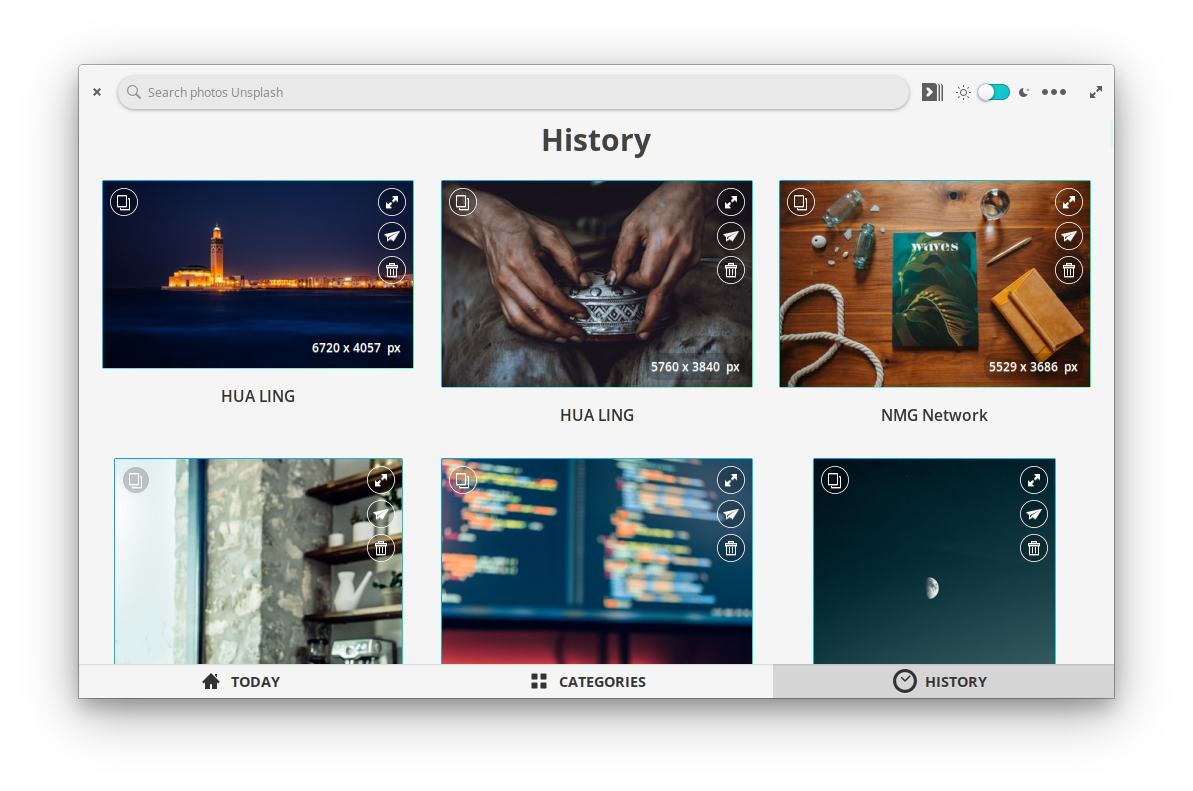 Search photos Unsplash
History
6720 x 4057 px
HUA LING
5760 x 3840 px
HUA LING
waves
5529 x 3686 px
NMG Network
TODAY
CATEGORIES
HISTORY